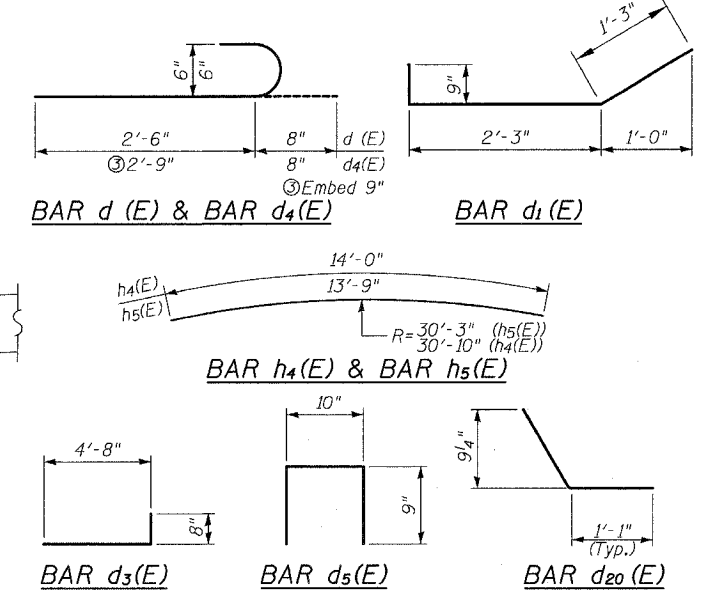 6"
6"
2'-6"
8"
d (E)
③2'-9"
8"
d4(E)
③Embed 9"
BAR d (E) & BAR d4(E)
1'-3"
9"
2'-3"
1'-0"
BAR d1(E)
14'-0"
h4(E)
13'-9"
h5(E)
R=30'-3" (h5(E))
30'-10" (h4(E))
BAR h4(E) & BAR h5(E)
4'-8"
8"
BAR d3(E)
10"
9"
BAR d5(E)
9¼"
1'-1"
(Typ.)
BAR d20 (E)